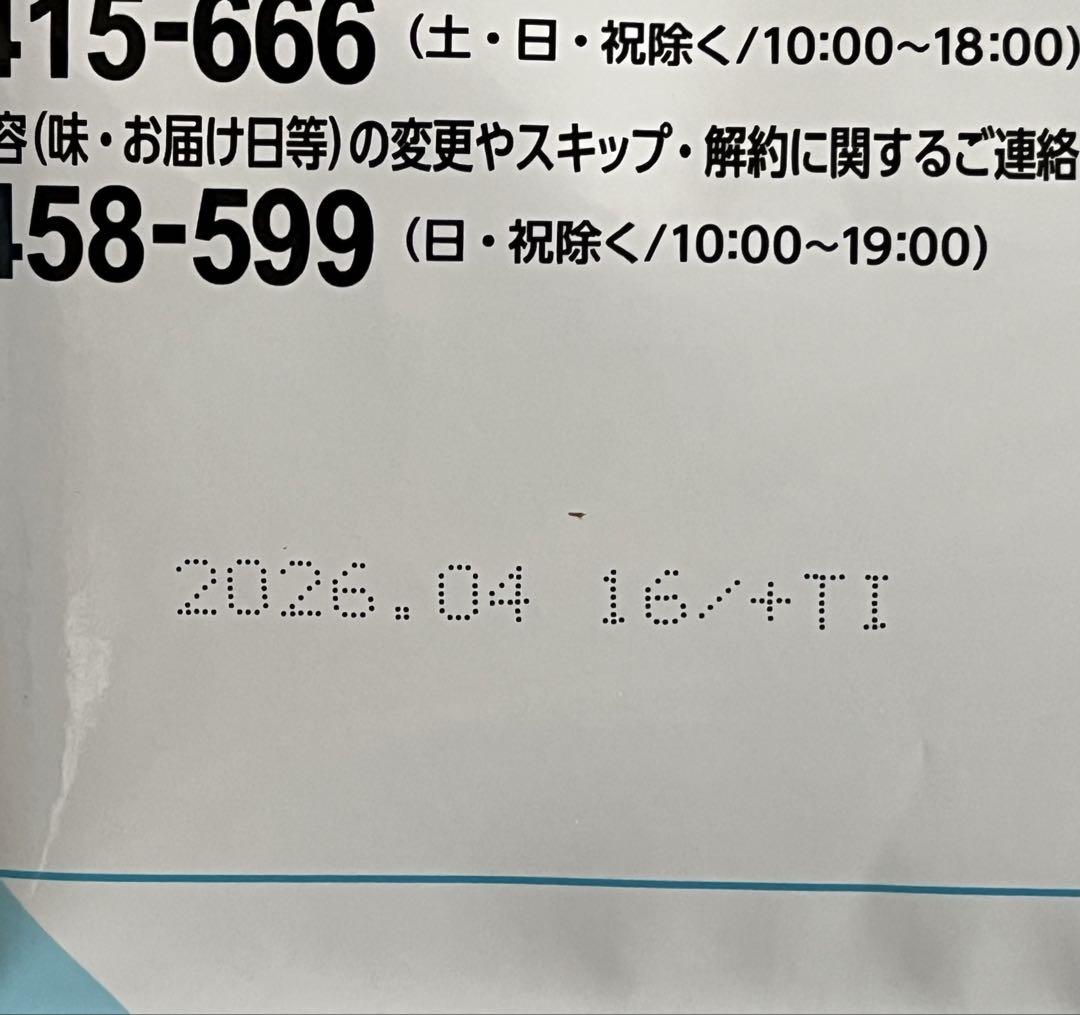 415-666 (土・日・祝除く/10:00~18:00)
容(味・お届け日等)の変更やスキップ・解約に関するご連絡
458-599 (日・祝除く/10:00~19:00)
2026.04 16/+TI